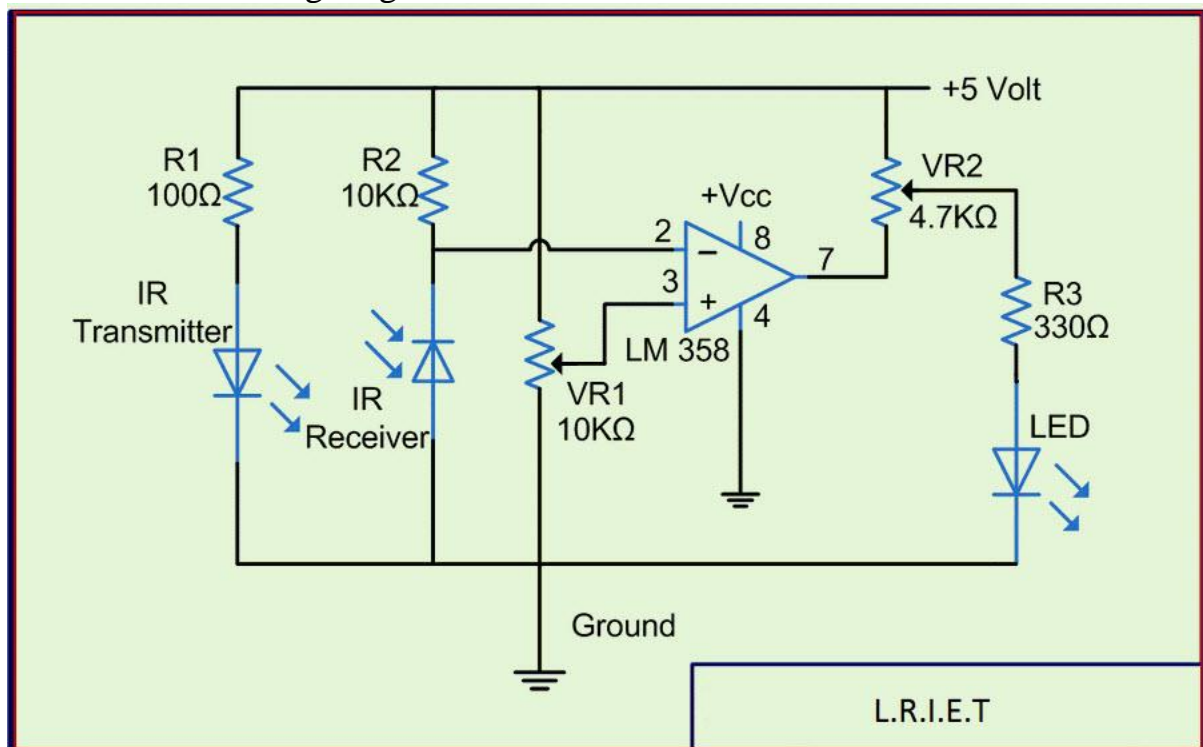 +5 Volt
R1
100Ω
R2
10KΩ
VR2
4.7KΩ
+Vcc
8
2
−
7
3
+
4
LM 358
IR
Transmitter
R3
330Ω
IR
Receiver
VR1
10KΩ
LED
Ground
L.R.I.E.T